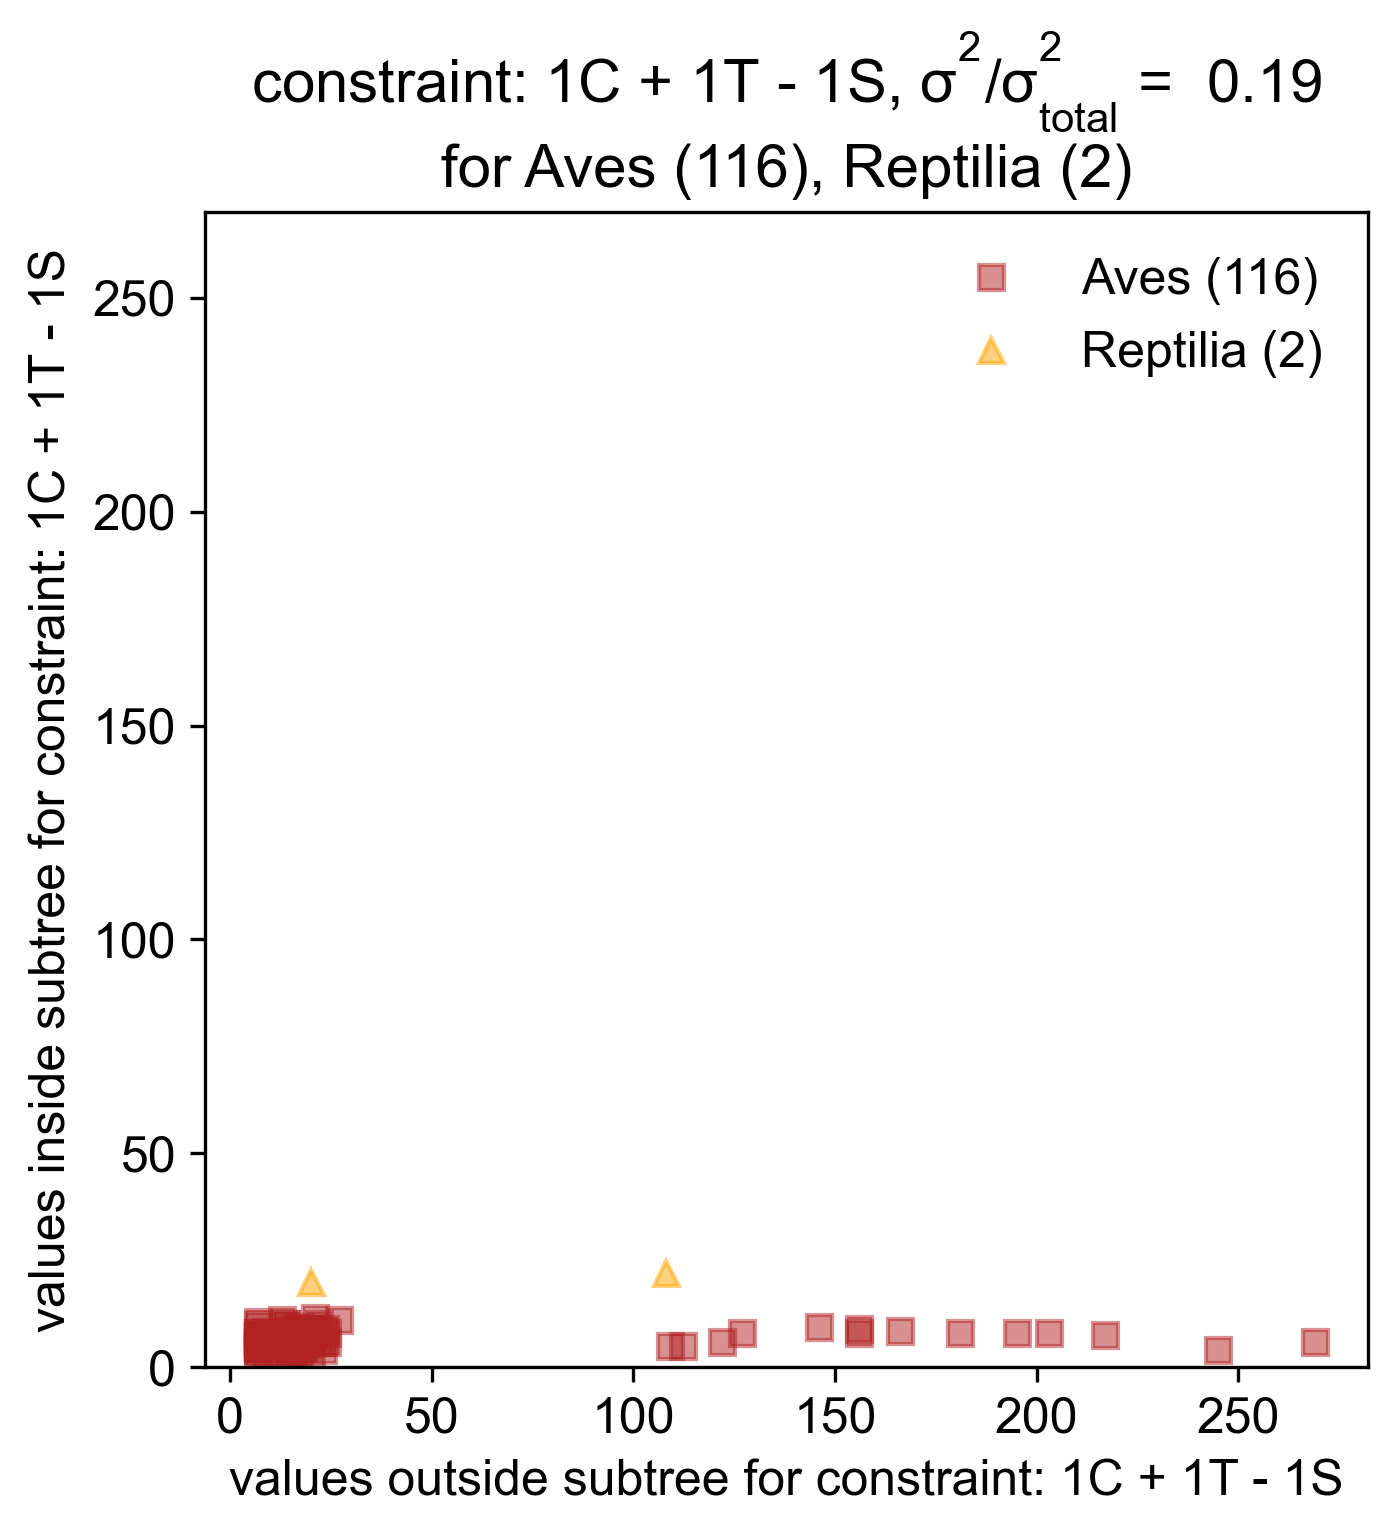 constraint: 1C + 1T - 1S, σ²/σ²total = 0.19
for Aves (116), Reptilia (2)
Aves (116)
Reptilia (2)
values inside subtree for constraint: 1C + 1T - 1S
250
200
150
100
50
0
0 50 100 150 200 250
values outside subtree for constraint: 1C + 1T - 1S